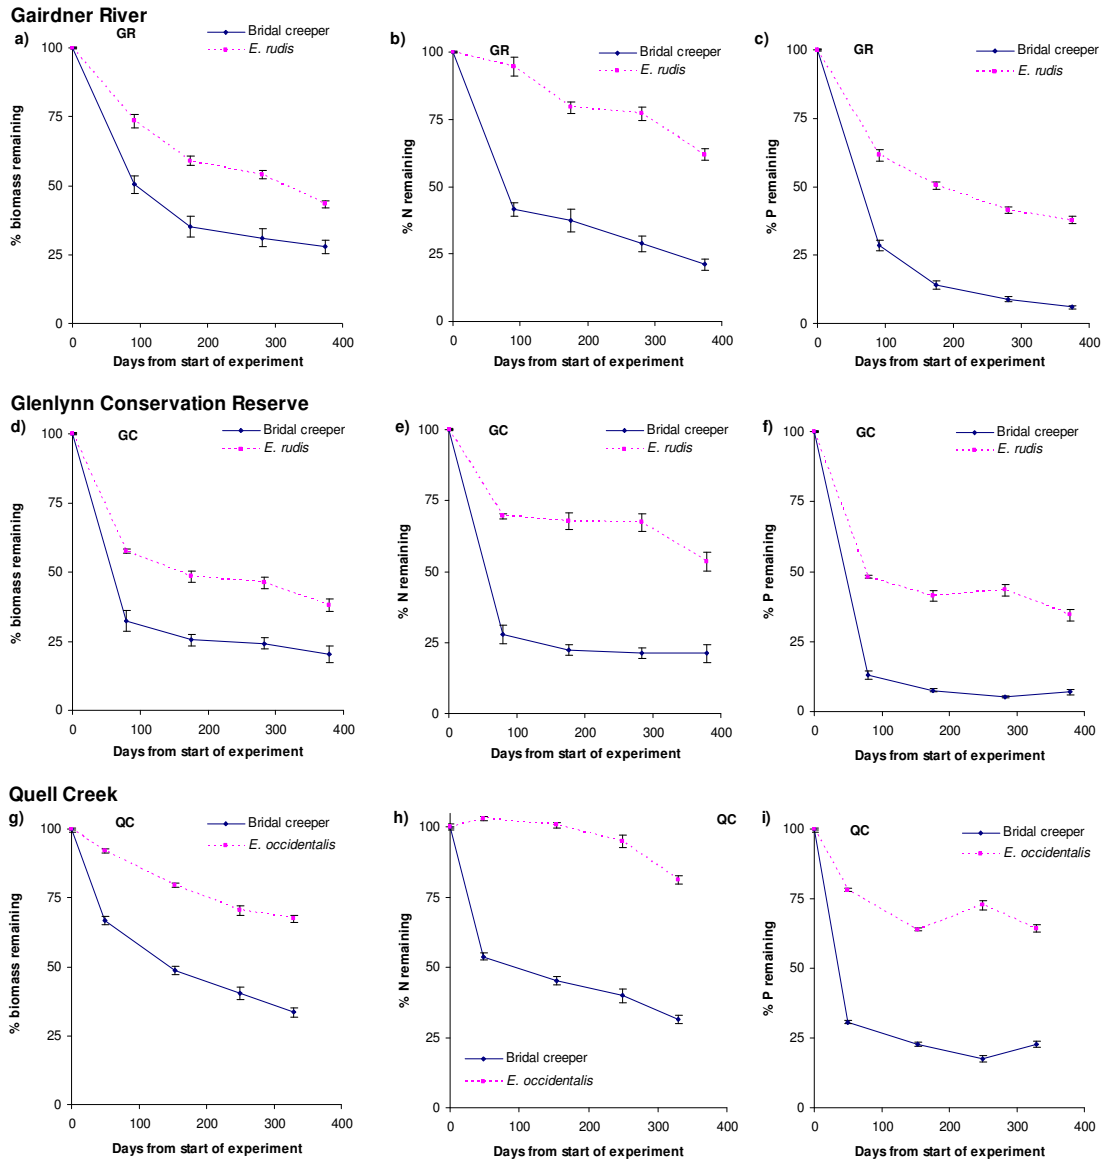 Gairdner River
a)
GR
Bridal creeper
E. rudis
100
75
50
25
0
% biomass remaining
0 100 200 300 400
Days from start of experiment
b)
GR
Bridal creeper
E. rudis
100
75
50
25
0
% N remaining
0 100 200 300 400
Days from start of experiment
c)
GR
Bridal creeper
E. rudis
100
75
50
25
0
% P remaining
0 100 200 300 400
Days from start of experiment
Glenlynn Conservation Reserve
d)
GC
Bridal creeper
E. rudis
100
75
50
25
0
% biomass remaining
0 100 200 300 400
Days from start of experiment
e)
GC
Bridal creeper
E. rudis
100
75
50
25
0
% N remaining
0 100 200 300 400
Days from start of experiment
f)
GC
Bridal creeper
E. rudis
100
75
50
25
0
% P remaining
0 100 200 300 400
Days from start of experiment
Quell Creek
g)
QC
Bridal creeper
E. occidentalis
100
75
50
25
0
% biomass remaining
0 100 200 300 400
Days from start of experiment
h)
QC
100
75
50
25
0
% N remaining
Bridal creeper
E. occidentalis
0 100 200 300 400
Days from start of experiment
i)
QC
Bridal creeper
E. occidentalis
100
75
50
25
0
% P remaining
0 100 200 300 400
Days from start of experiment